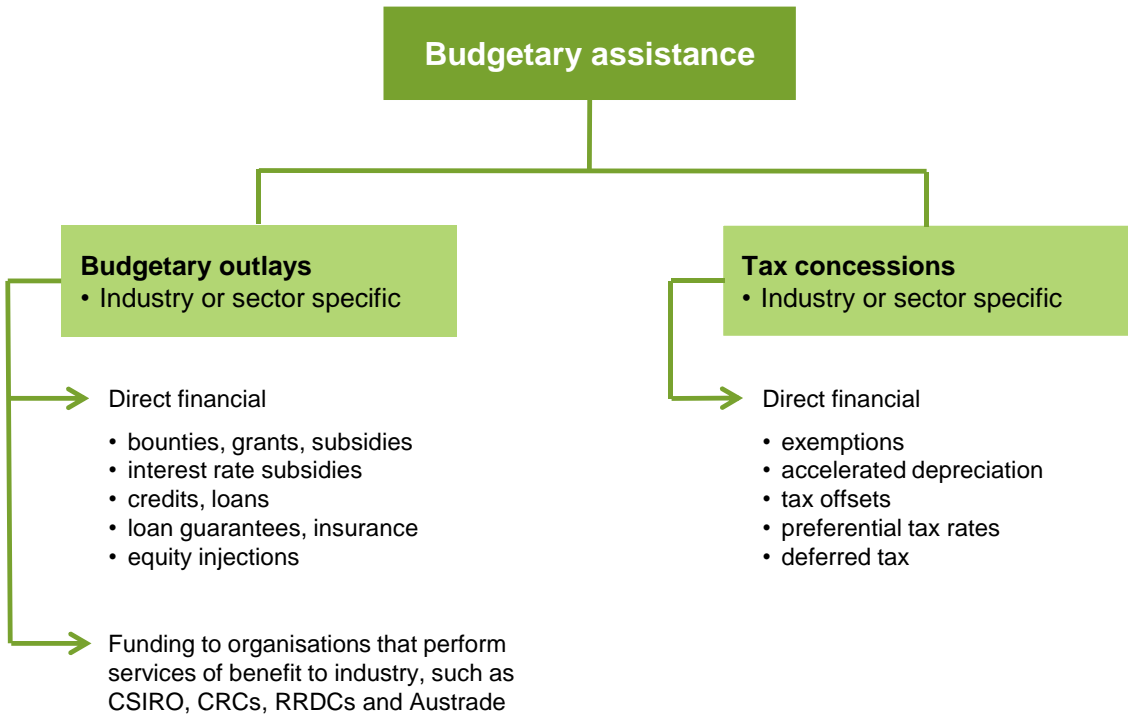 Budgetary assistance
Budgetary outlays
• Industry or sector specific
Direct financial
• bounties, grants, subsidies
• interest rate subsidies
• credits, loans
• loan guarantees, insurance
• equity injections
Funding to organisations that perform
services of benefit to industry, such as
CSIRO, CRCs, RRDCs and Austrade
Tax concessions
• Industry or sector specific
Direct financial
• exemptions
• accelerated depreciation
• tax offsets
• preferential tax rates
• deferred tax